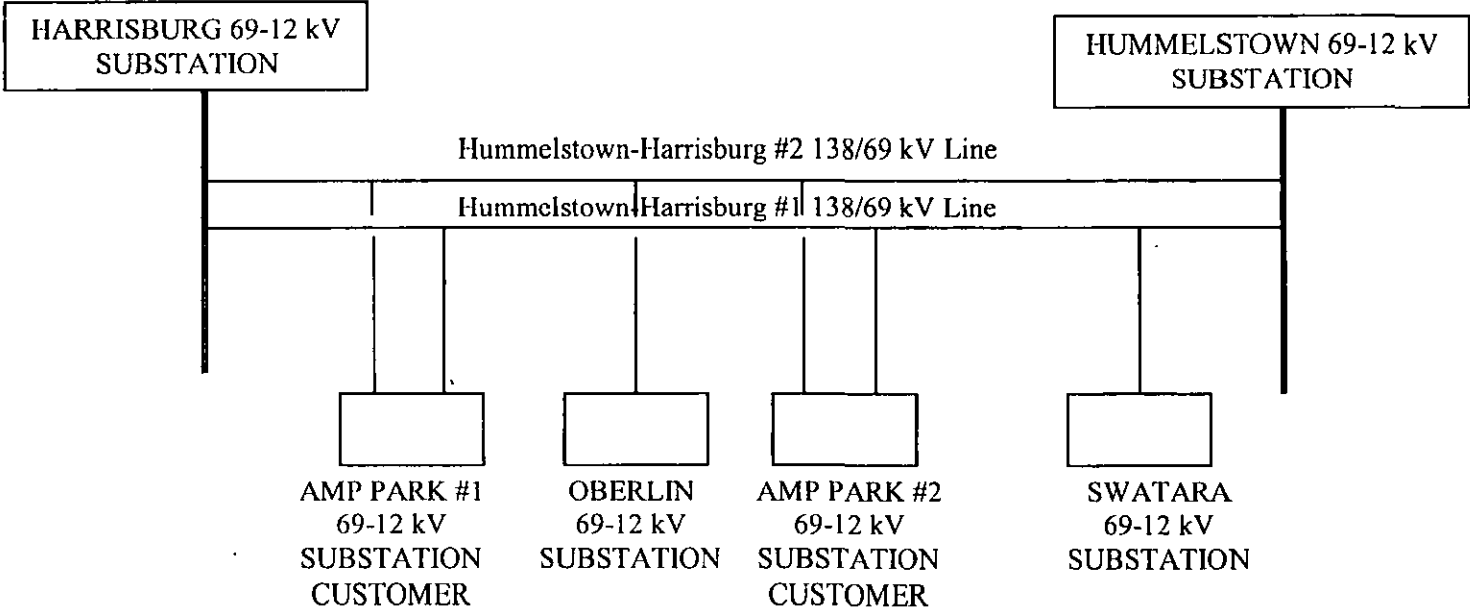 HARRISBURG 69-12 kV
SUBSTATION
HUMMELSTOWN 69-12 kV
SUBSTATION
Hummelstown-Harrisburg #2 138/69 kV Line
Hummelstown-Harrisburg #1 138/69 kV Line
AMP PARK #1
69-12 kV
SUBSTATION
CUSTOMER
OBERLIN
69-12 kV
SUBSTATION
AMP PARK #2
69-12 kV
SUBSTATION
CUSTOMER
SWATARA
69-12 kV
SUBSTATION